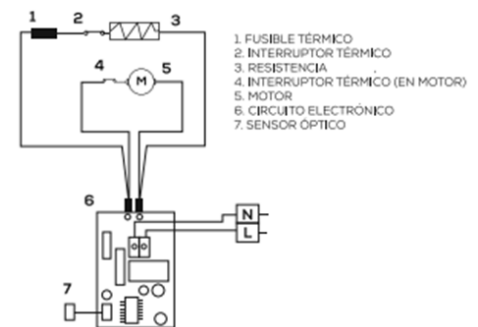 1
2
3
4
5
M
6
N
L
7
1. FUSIBLE TÉRMICO
2. INTERRUPTOR TÉRMICO
3. RESISTENCIA
4. INTERRUPTOR TÉRMICO (EN MOTOR)
5. MOTOR
6. CIRCUITO ELECTRÓNICO
7. SENSOR ÓPTICO